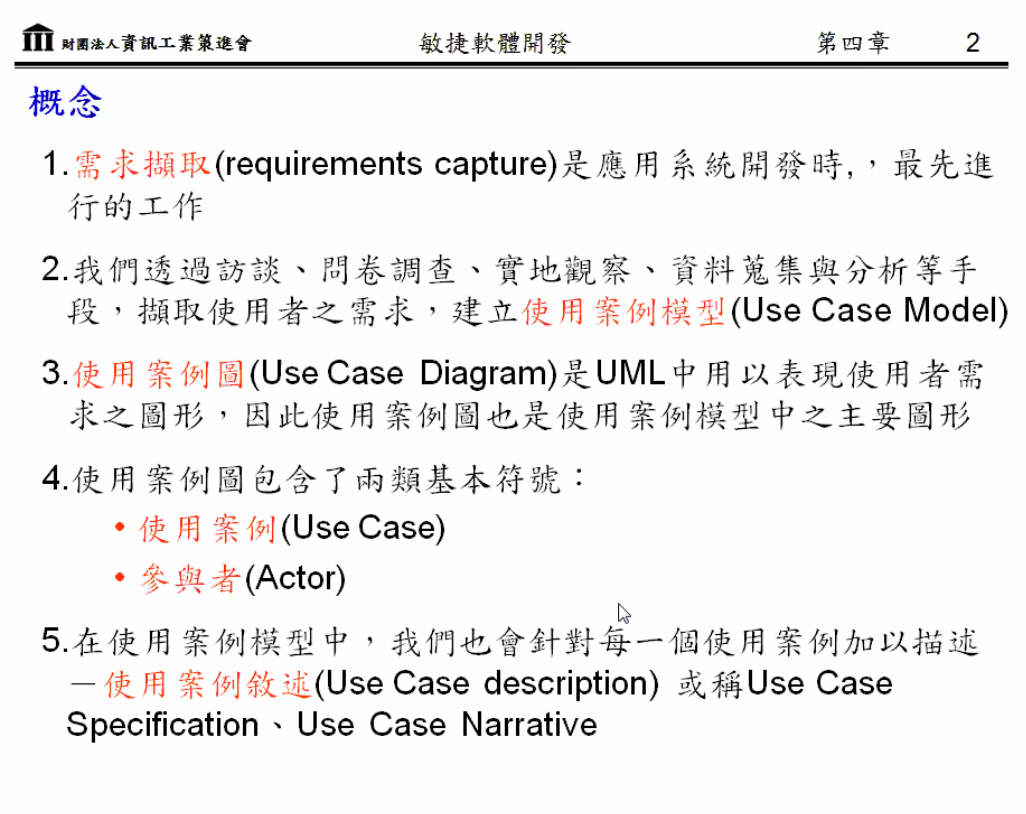 財團法人資訊工業策進會 敏捷軟體開發 第四章 2
概念
1.需求擷取(requirements capture)是應用系統開發時,，最先進
行的工作
2.我們透過訪談、問卷調查、實地觀察、資料蒐集與分析等手
段，擷取使用者之需求，建立使用案例模型(Use Case Model)
3.使用案例圖(Use Case Diagram)是UML中用以表現使用者需
求之圖形，因此使用案例圖也是使用案例模型中之主要圖形
4.使用案例圖包含了兩類基本符號：
• 使用案例(Use Case)
• 參與者(Actor)
5.在使用案例模型中，我們也會針對每一個使用案例加以描述
－使用案例敘述(Use Case description) 或稱Use Case
Specification、Use Case Narrative